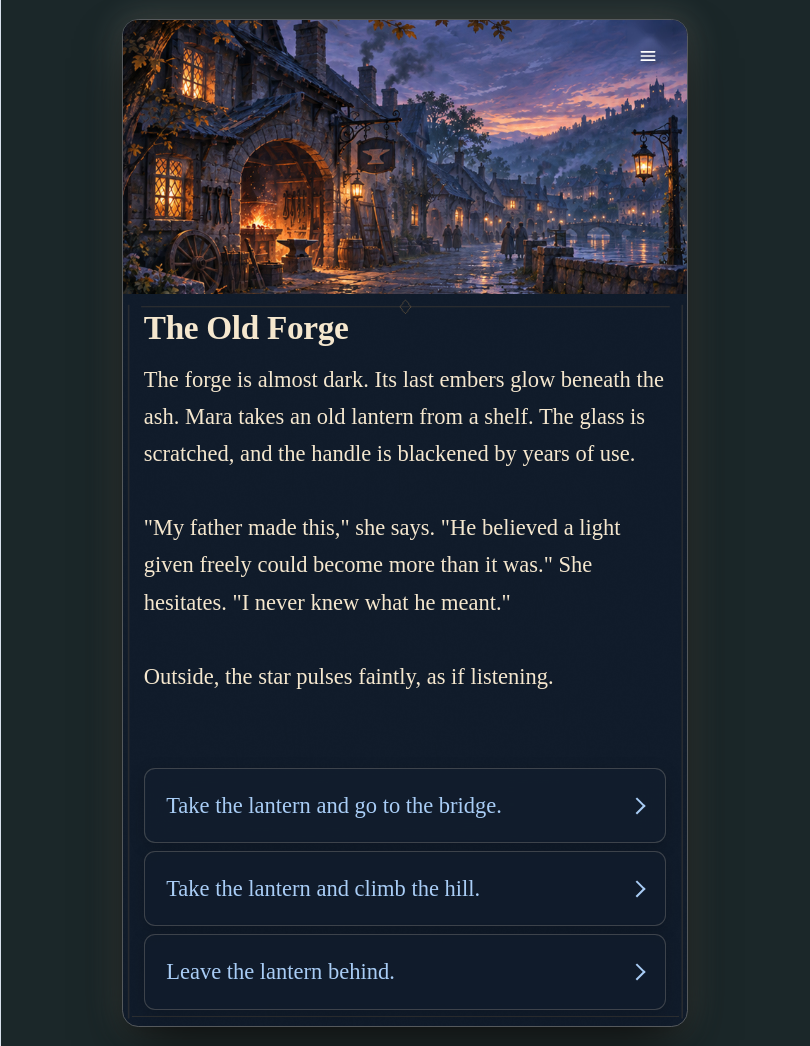 The Old Forge
The forge is almost dark. Its last embers glow beneath the
ash. Mara takes an old lantern from a shelf. The glass is
scratched, and the handle is blackened by years of use.
"My father made this," she says. "He believed a light
given freely could become more than it was." She
hesitates. "I never knew what he meant."
Outside, the star pulses faintly, as if listening.
Take the lantern and go to the bridge.
Take the lantern and climb the hill.
Leave the lantern behind.